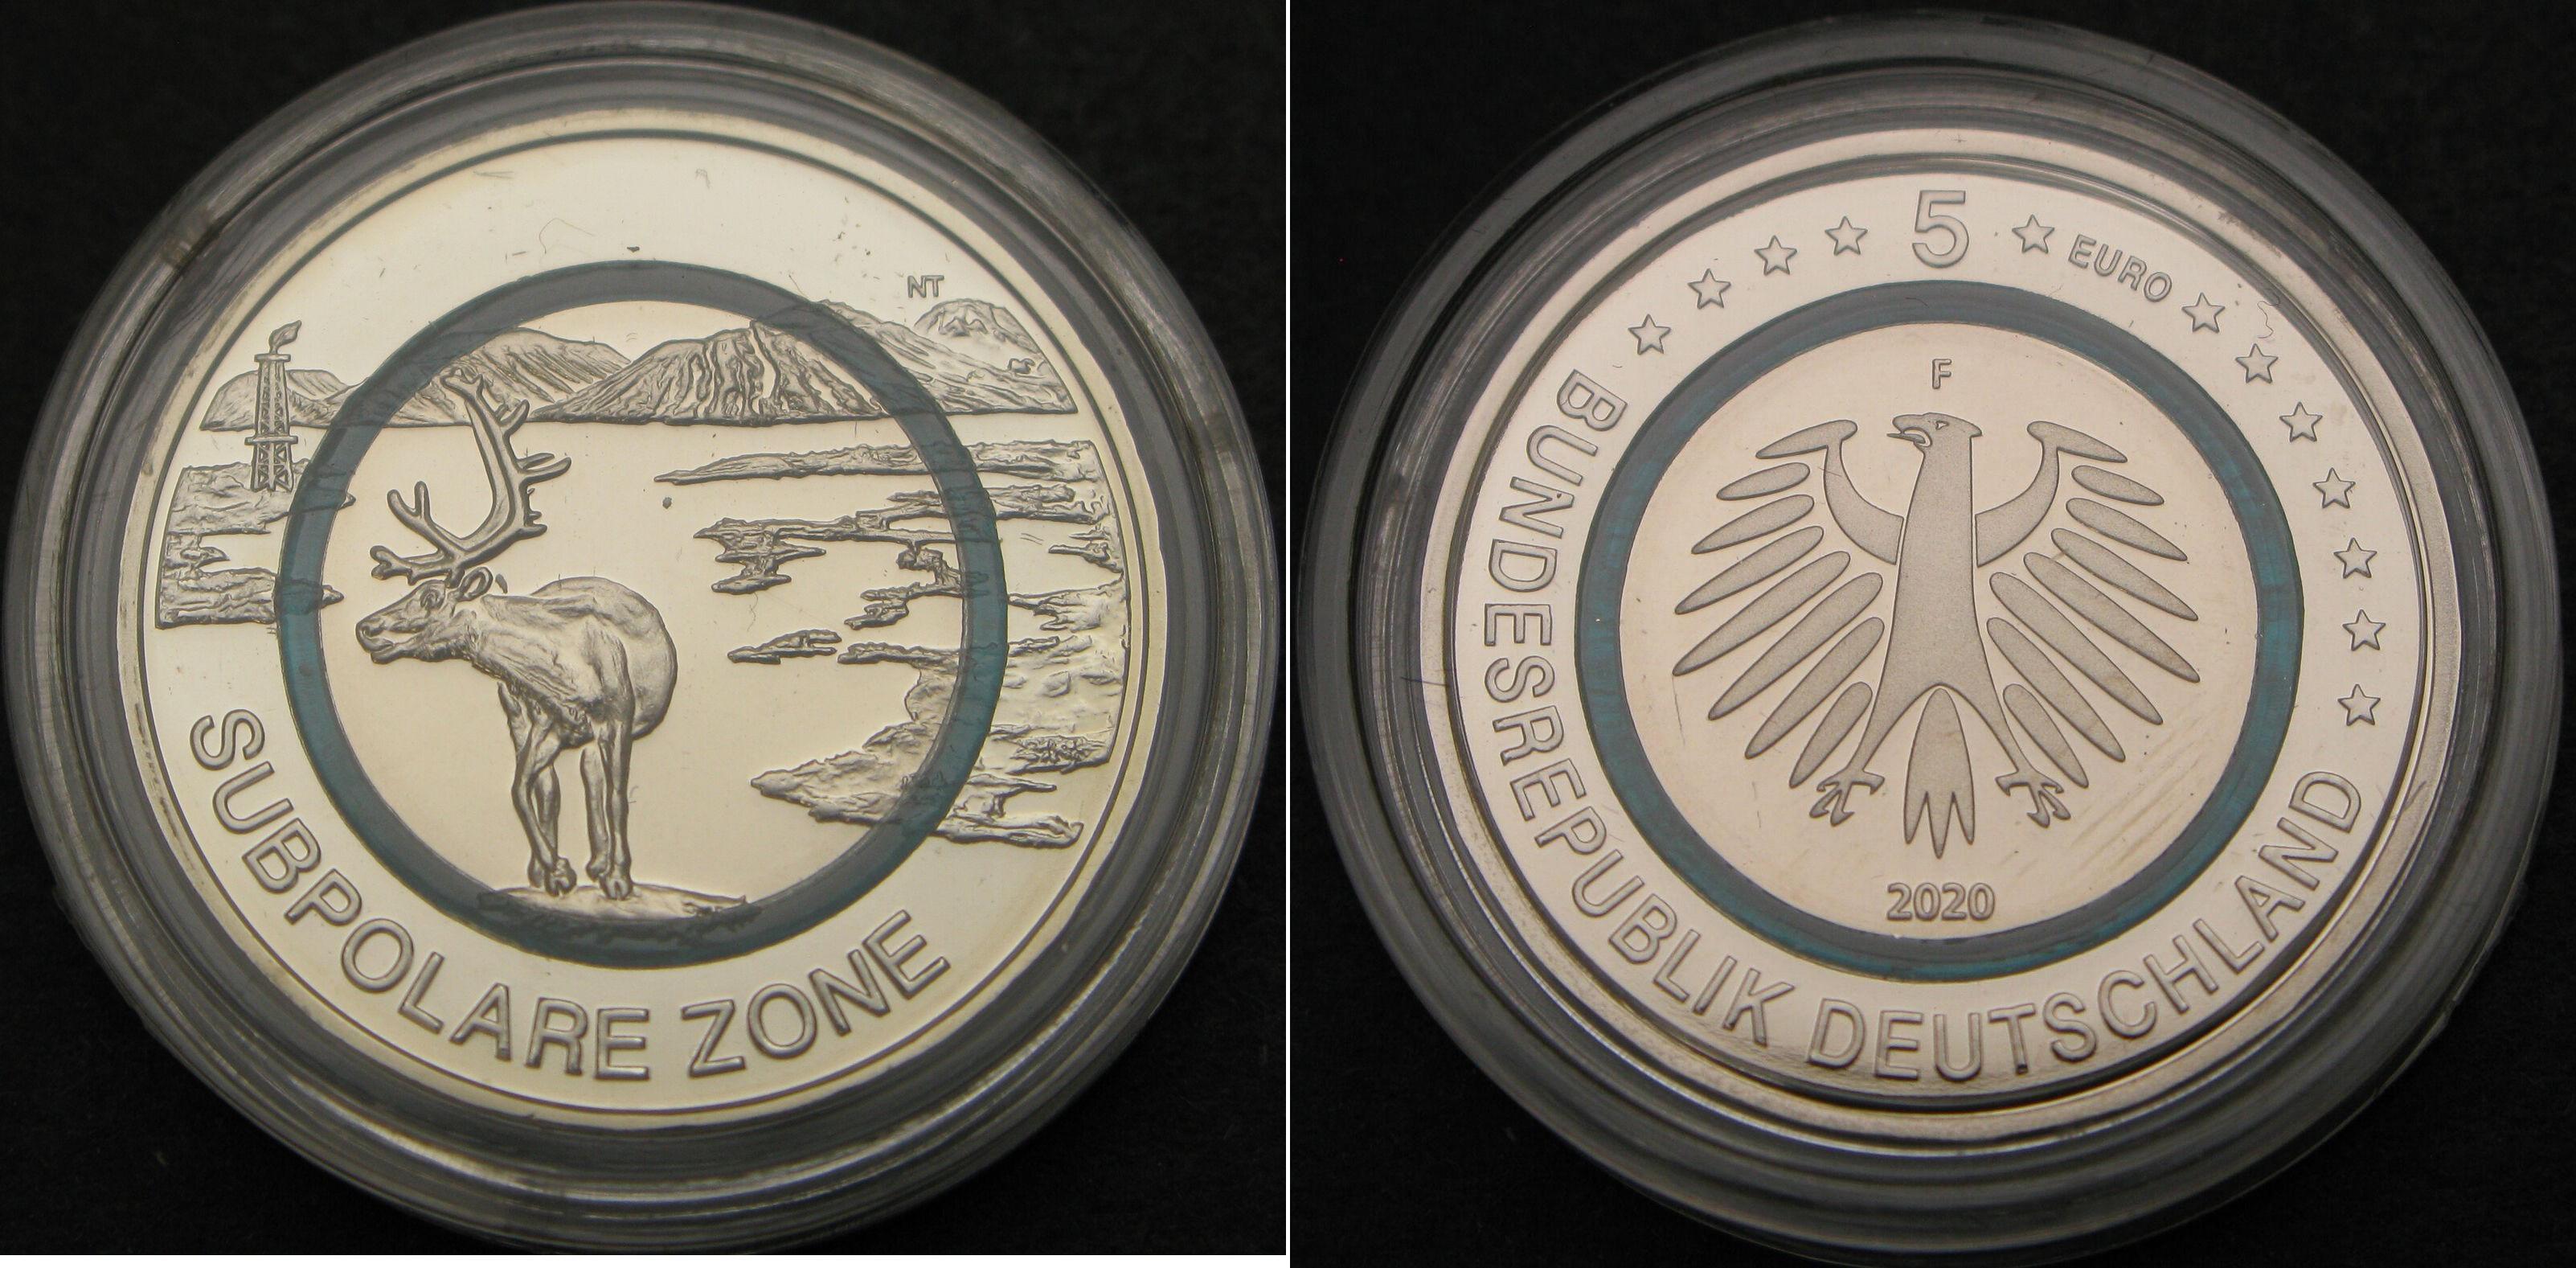 NT
SUBPOLARE ZONE
5 EURO
F
2020
BUNDESREPUBLIK DEUTSCHLAND